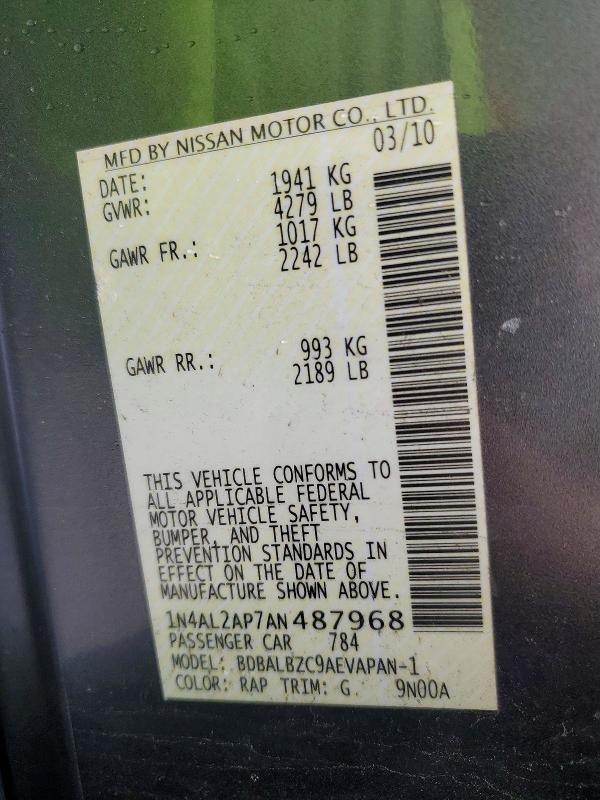 MFD BY NISSAN MOTOR CO., LTD.
DATE: 03/10
GVWR: 1941 KG
4279 LB
GAWR FR.: 1017 KG
2242 LB
GAWR RR.: 993 KG
2189 LB
THIS VEHICLE CONFORMS TO
ALL APPLICABLE FEDERAL
MOTOR VEHICLE SAFETY,
BUMPER, AND THEFT
PREVENTION STANDARDS IN
EFFECT ON THE DATE OF
MANUFACTURE SHOWN ABOVE.
1N4AL2AP7AN487968
PASSENGER CAR 784
MODEL: BDBALBZC9AEVAPAN-1
COLOR: RAP TRIM: G 9N00A